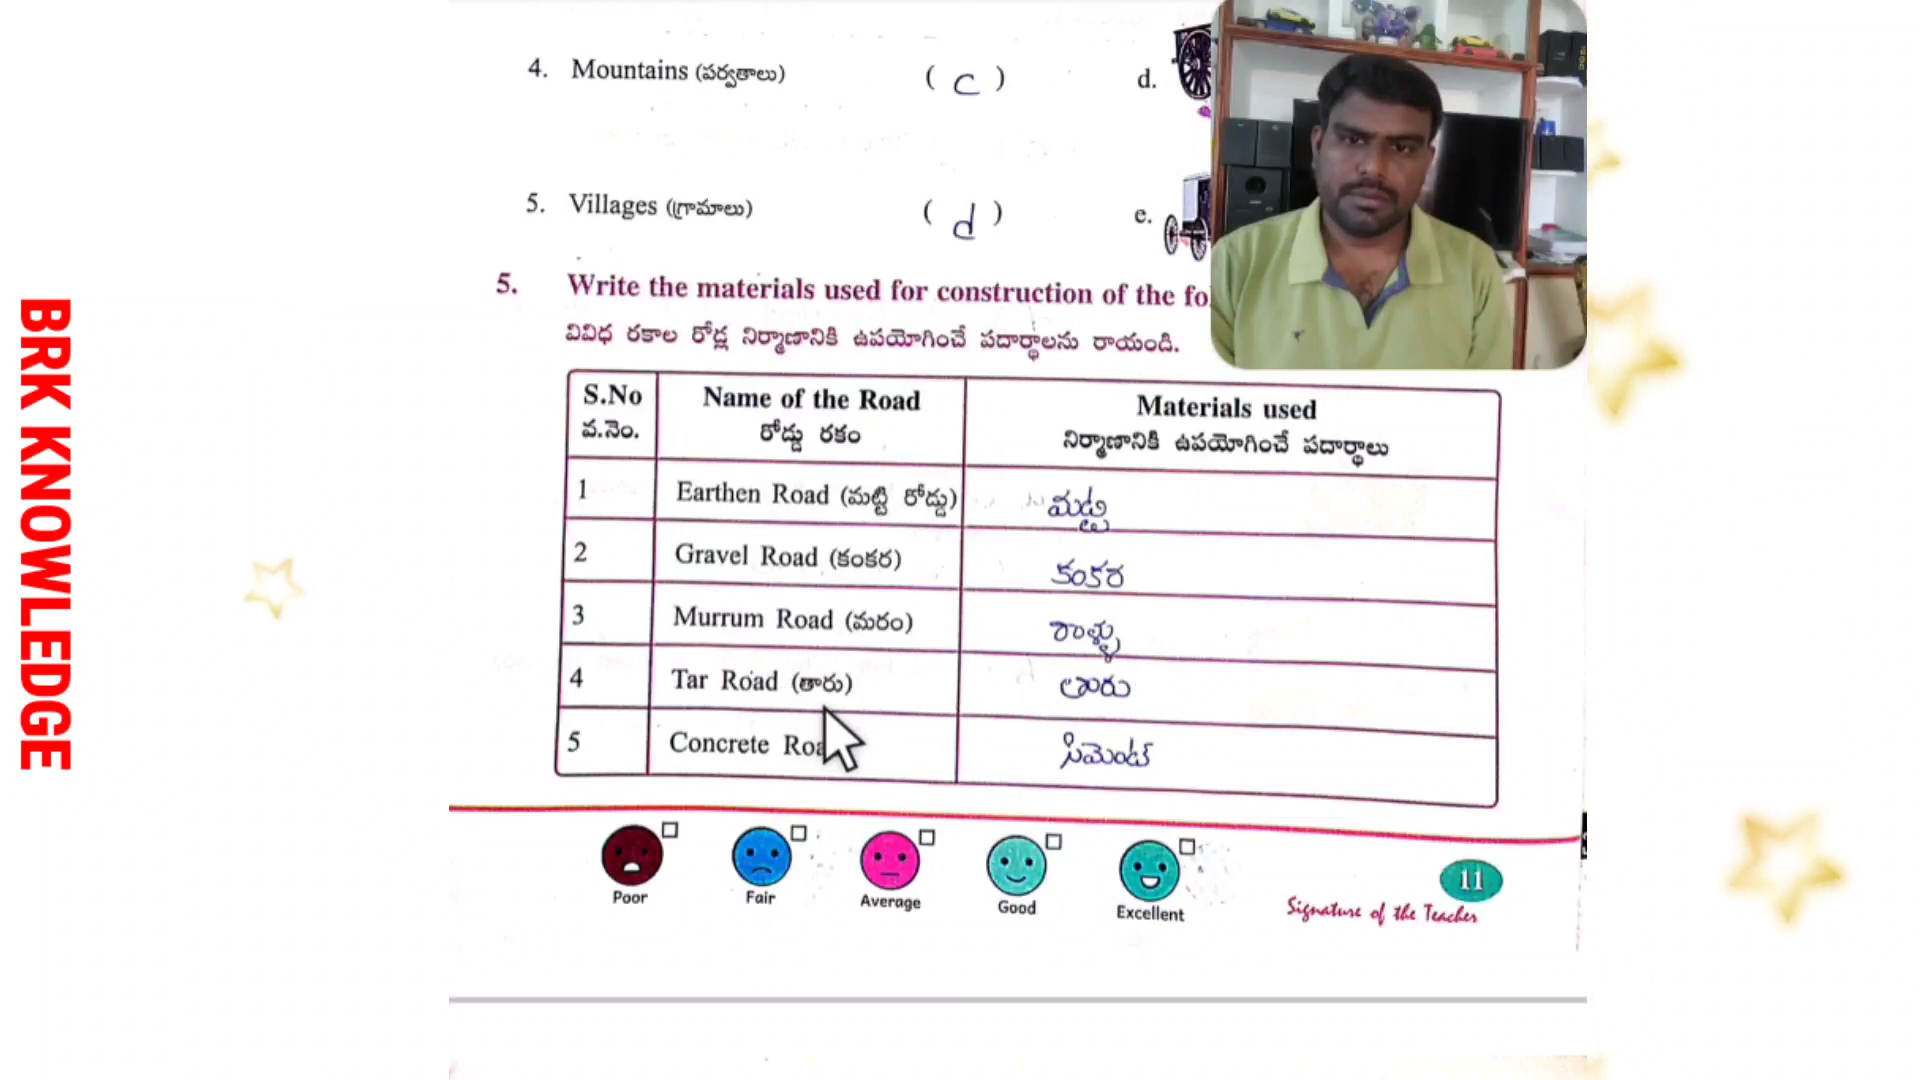 BRK KNOWLEDGE
4. Mountains (పర్వతాలు) ( c ) d.
5. Villages (గ్రామాలు) ( d ) e.
5. Write the materials used for construction of the
వివిధ రకాల రోడ్ల నిర్మాణానికి ఉపయోగించే పదార్థాలను రాయండి.
S.No Name of the Road Materials used
వ.నెం. రోడ్డు రకం నిర్మాణానికి ఉపయోగించే పదార్థాలు
1 Earthen Road (మట్టి రోడ్డు) మట్టి
2 Gravel Road (కంకర) కంకర
3 Murrum Road (మరం) రాళ్ళు
4 Tar Road (తారు) తారు
5 Concrete సిమెంట్
Poor Fair Average Good Excellent
11
Signature of the Teacher